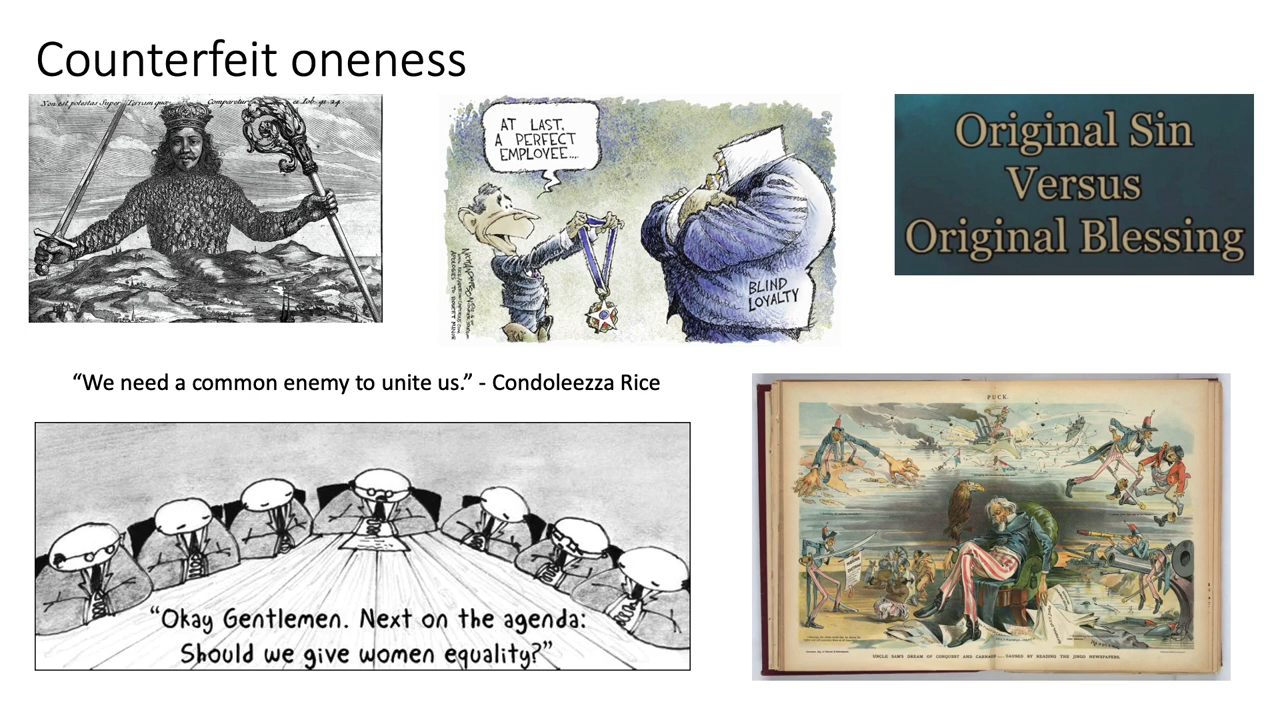 Counterfeit oneness
Non est potestas Super Terram quae Comparetur ei Iob. 41. 24
AT LAST,
A PERFECT
EMPLOYEE...
BLIND
LOYALTY
Original Sin
Versus
Original Blessing
“We need a common enemy to unite us.” - Condoleezza Rice
“Okay Gentlemen. Next on the agenda:
Should we give women equality?”
PUCK.
UNCLE SAM'S DREAM OF CONQUEST AND CARNAGE — CAUSED BY READING THE JINGO NEWSPAPERS.